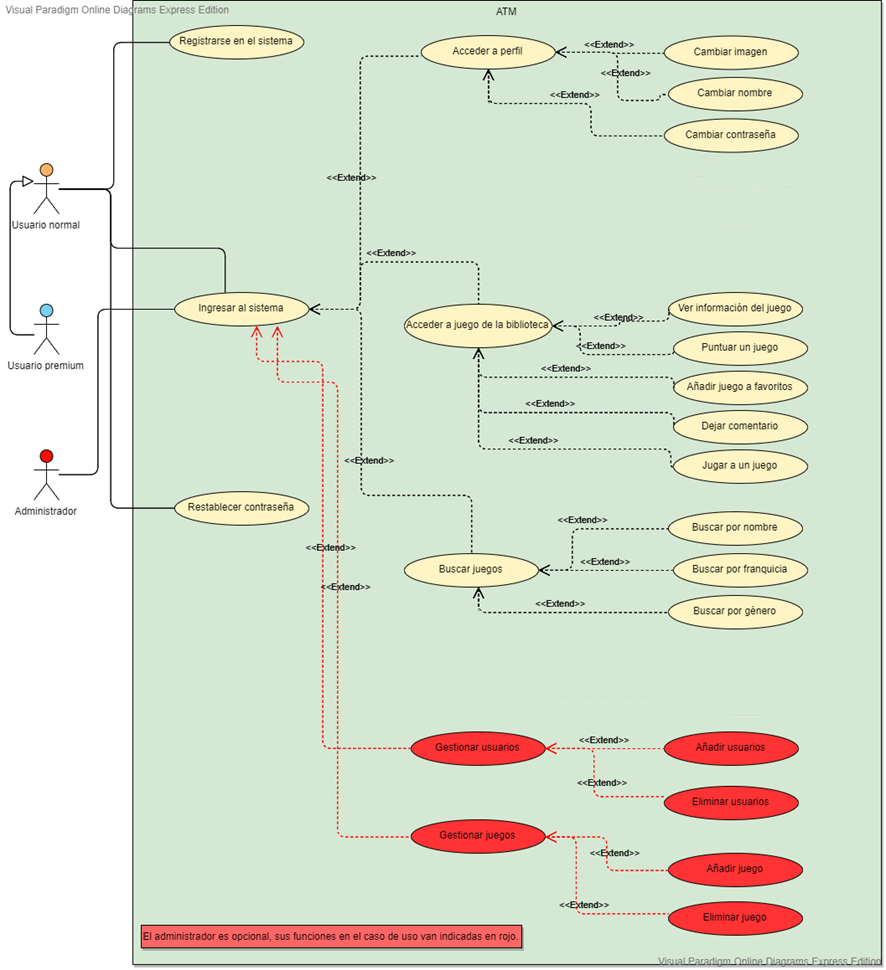 Visual Paradigm Online Diagrams Express Edition
ATM
Registrarse en el sistema
Acceder a perfil
<<Extend>>
Cambiar imagen
<<Extend>>
Cambiar nombre
<<Extend>>
Cambiar contraseña
<<Extend>>
Usuario normal
<<Extend>>
Ingresar al sistema
Acceder a juego de la biblioteca
<<Extend>>
Ver información del juego
<<Extend>>
Puntuar un juego
Usuario premium
<<Extend>>
Añadir juego a favoritos
<<Extend>>
Dejar comentario
<<Extend>>
Jugar a un juego
<<Extend>>
Administrador
Restablecer contraseña
<<Extend>>
Buscar por nombre
<<Extend>>
<<Extend>>
Buscar juegos
Buscar por franquicia
<<Extend>>
<<Extend>>
Buscar por género
Gestionar usuarios
<<Extend>>
Añadir usuarios
<<Extend>>
Eliminar usuarios
Gestionar juegos
<<Extend>>
Añadir juego
<<Extend>>
Eliminar juego
El administrador es opcional, sus funciones en el caso de uso van indicadas en rojo.
Visual Paradigm Online Diagrams Express Edition